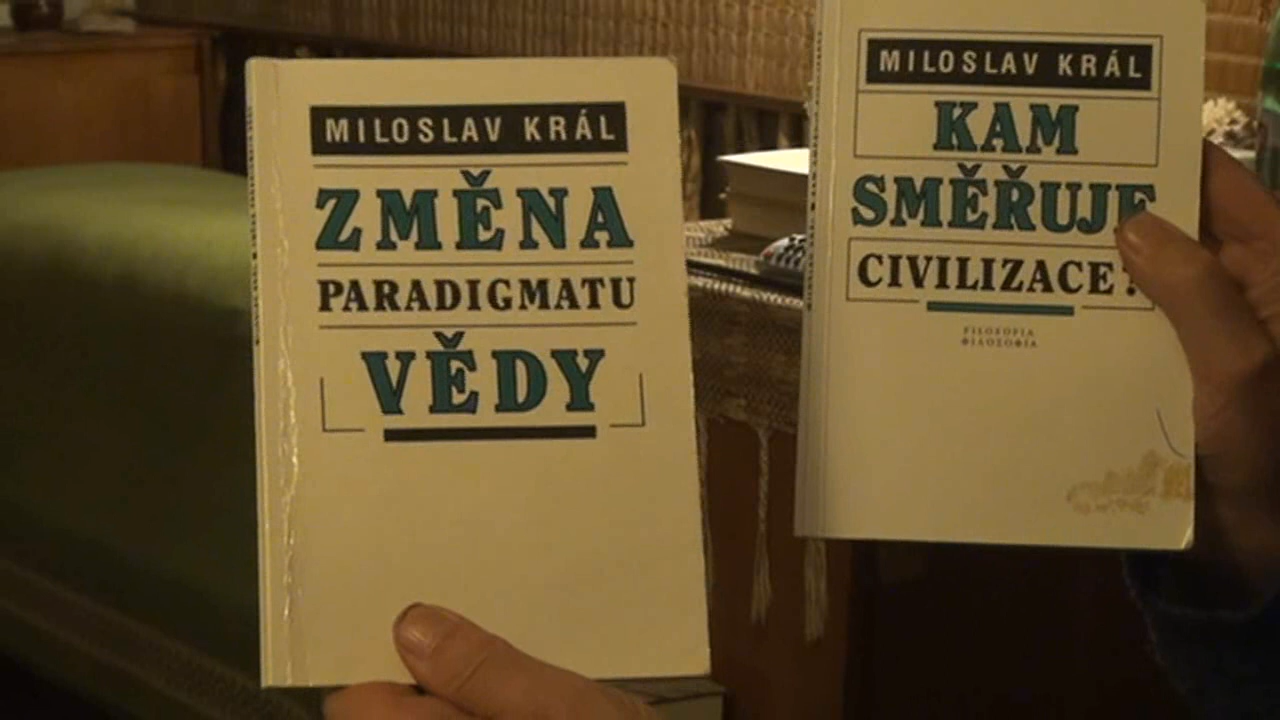 MILOSLAV KRÁL
ZMĚNA
PARADIGMATU
VĚDY
MILOSLAV KRÁL
KAM
SMĚŘUJE
CIVILIZACE?
FILOSOFIA
ΦΙΛΟΣΟΦΙΑ